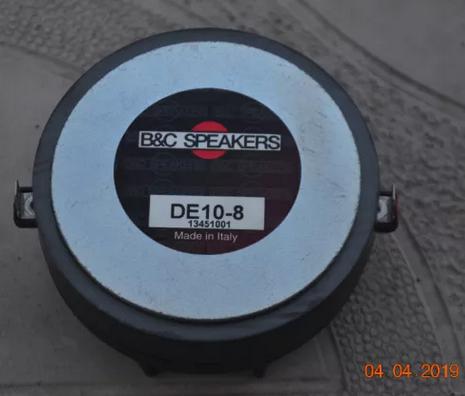 B&C SPEAKERS
DE10-8
13451001
Made in Italy
04 04 2019